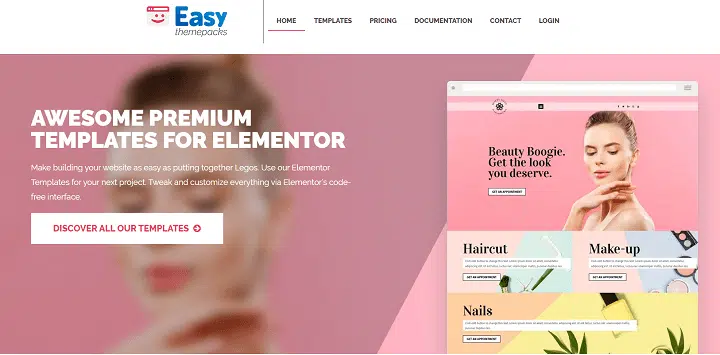 Easy
themepacks
HOME TEMPLATES PRICING DOCUMENTATION CONTACT LOGIN
AWESOME PREMIUM
TEMPLATES FOR ELEMENTOR
Make building your website as easy as putting together Legos. Use our Elementor
Templates for your next project. Tweak and customize everything via Elementor's code-
free interface.
DISCOVER ALL OUR TEMPLATES
Beauty Boogie.
Get the look
you deserve.
GET AN APPOINTMENT
Haircut
GET AN APPOINTMENT
Make-up
GET AN APPOINTMENT
Nails